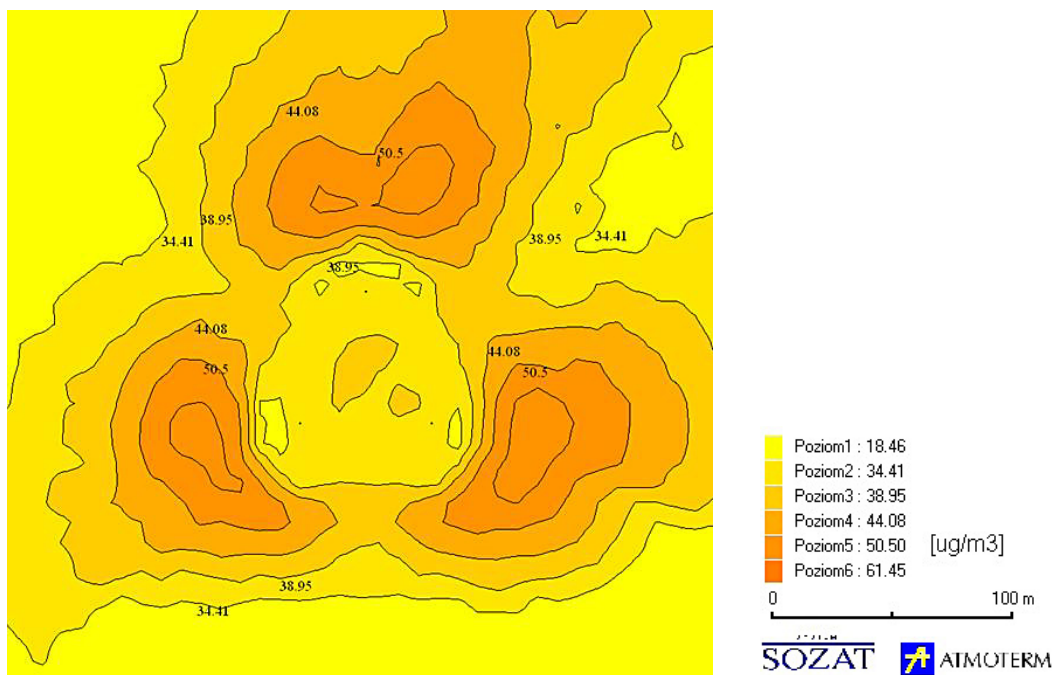 44.08
50.5
38.95
34.41
38.95
34.41
38.95
44.08
44.08
50.5
50.5
38.95
34.41
Poziom1 : 18.46
Poziom2 : 34.41
Poziom3 : 38.95
Poziom4 : 44.08
Poziom5 : 50.50 [ug/m3]
Poziom6 : 61.45
0 100 m
SOZAT ATMOTERM